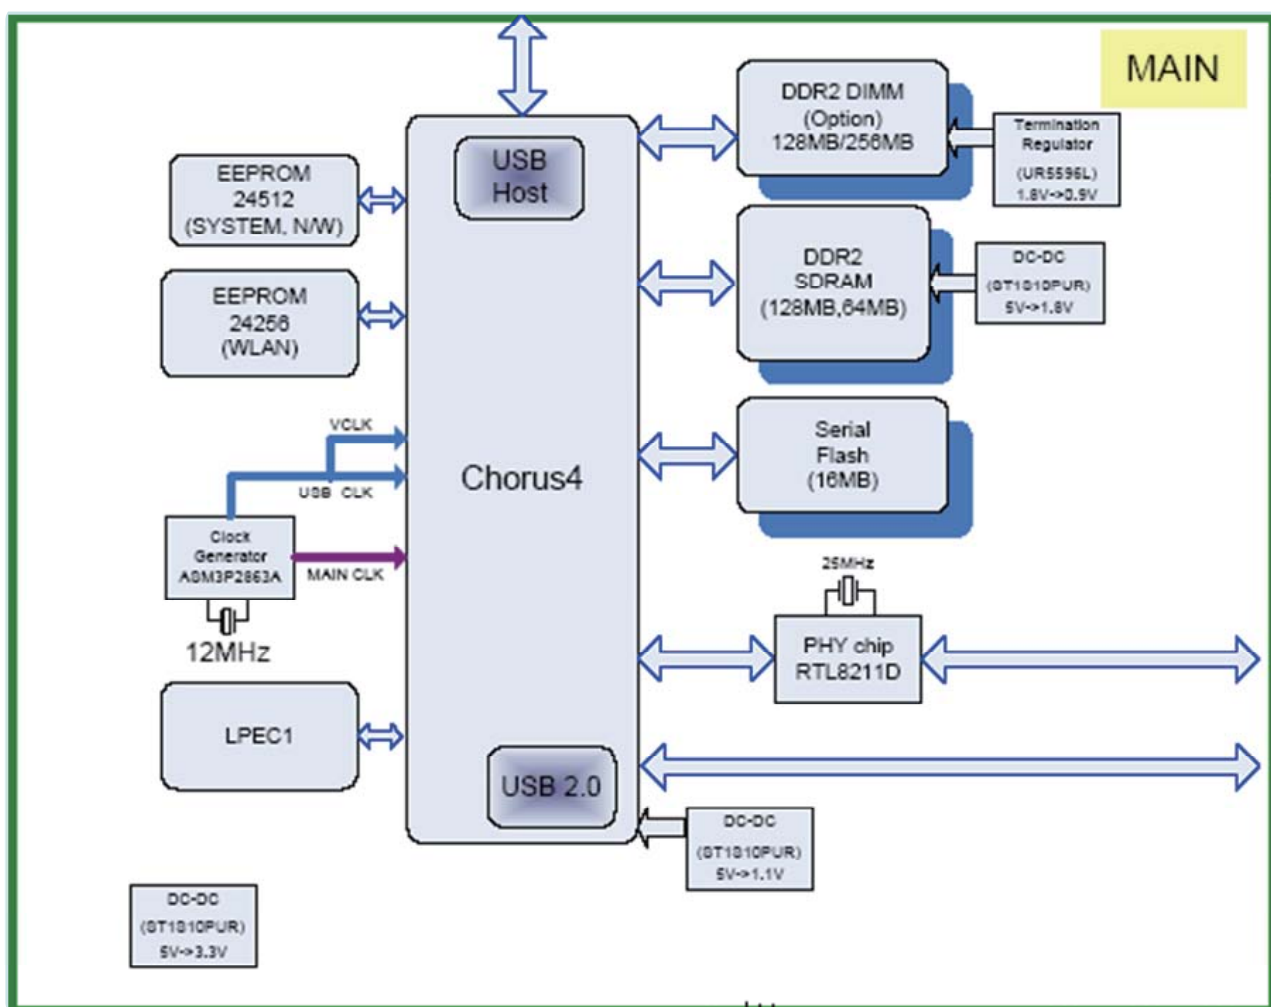 MAIN
USB
Host
DDR2 DIMM
(Option)
128MB/256MB
Termination
Regulator
(UR5596L)
1.8V->0.9V
EEPROM
24512
(SYSTEM, N/W)
DDR2
SDRAM
(128MB,64MB)
DC-DC
(ST1S10PUR)
5V->1.8V
EEPROM
24256
(WLAN)
VCLK
USB CLK
Chorus4
Serial
Flash
(16MB)
Clock
Generator
ASM3P2863A
MAIN CLK
12MHz
25MHz
PHY chip
RTL8211D
LPEC1
USB 2.0
DC-DC
(ST1S10PUR)
5V->1.1V
DC-DC
(ST1S10PUR)
5V->3.3V